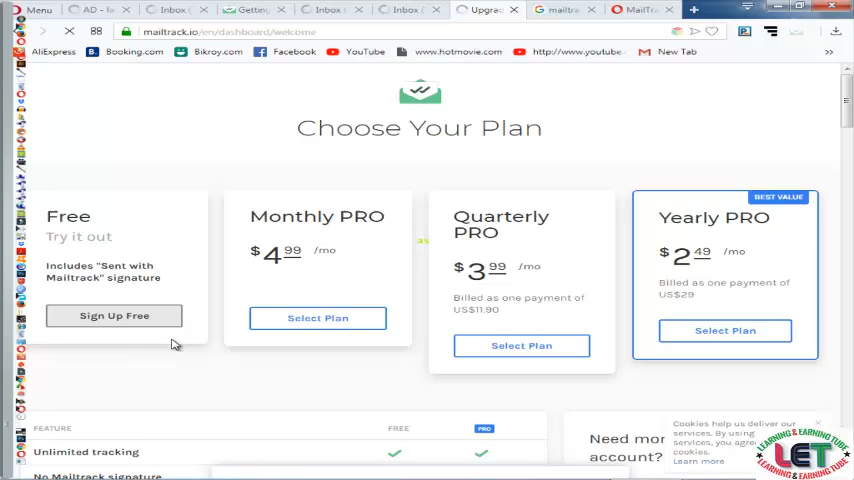 Menu
AD -
Inbox (
Getting
Inbox (
Inbox (
Upgra
mailtra
MailTra
mailtrack.io/en/dashboard/welcome
AliExpress
Booking.com
Bikroy.com
Facebook
YouTube
www.hotmovie.com
http://www.youtube
New Tab
Choose Your Plan
Free
Try it out
Includes "Sent with
Mailtrack" signature
Sign Up Free
Monthly PRO
$4.99 /mo
Select Plan
Quarterly
PRO
$3.99 /mo
Billed as one payment of
US$11.90
Select Plan
BEST VALUE
Yearly PRO
$2.49 /mo
Billed as one payment of
US$29
Select Plan
FEATURE
FREE
PRO
Unlimited tracking
No Mailtrack signature
Need mor
account?
Cookies help us deliver our
services. By using
services, you agree
cookies.
Learn more
LEARNING & EARNING TUBE
LET
LEARNING & EARNING TUBE